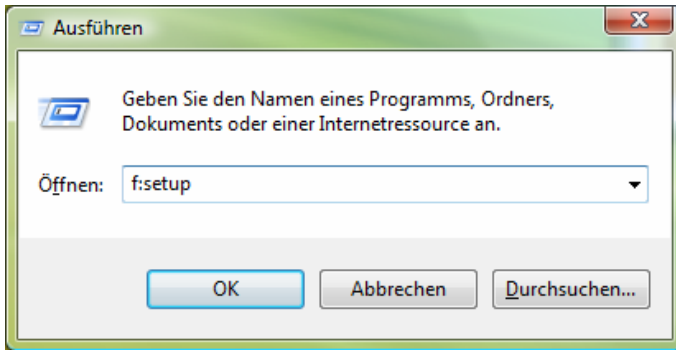 Ausführen
Geben Sie den Namen eines Programms, Ordners,
Dokuments oder einer Internetressource an.
Öffnen: f:setup
OK Abbrechen Durchsuchen...